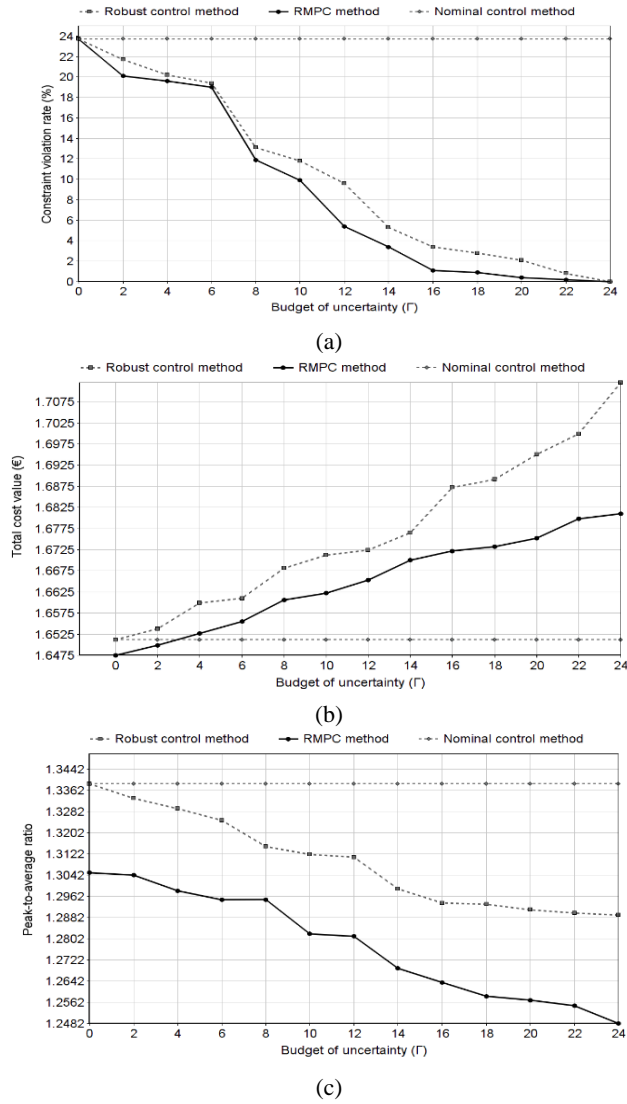 Robust control method RMPC method Nominal control method
24
22
20
18
16
14
12
10
8
6
4
2
0
Constraint violation rate (%)
0 2 4 6 8 10 12 14 16 18 20 22 24
Budget of uncertainty (Γ)
(a)
Robust control method RMPC method Nominal control method
1.7075
1.7025
1.6975
1.6925
1.6875
1.6825
1.6775
1.6725
1.6675
1.6625
1.6575
1.6525
1.6475
Total cost value (€)
0 2 4 6 8 10 12 14 16 18 20 22 24
Budget of uncertainty (Γ)
(b)
Robust control method RMPC method Nominal control method
1.3442
1.3362
1.3282
1.3202
1.3122
1.3042
1.2962
1.2882
1.2802
1.2722
1.2642
1.2562
1.2482
Peak-to-average ratio
0 2 4 6 8 10 12 14 16 18 20 22 24
Budget of uncertainty (Γ)
(c)